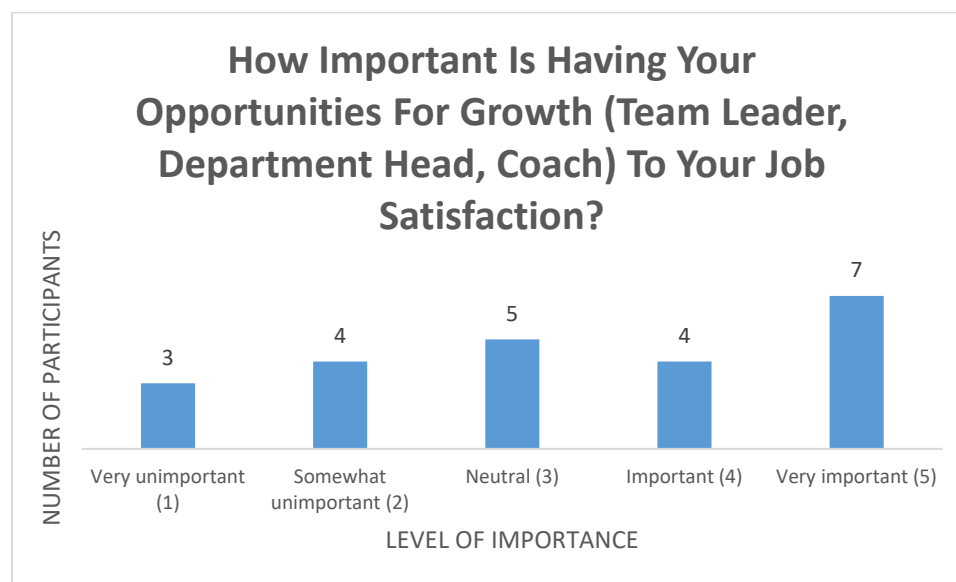 How Important Is Having Your
Opportunities For Growth (Team Leader,
Department Head, Coach) To Your Job
Satisfaction?
NUMBER OF PARTICIPANTS
3
4
5
4
7
Very unimportant
(1)
Somewhat
unimportant (2)
Neutral (3)
Important (4)
Very important (5)
LEVEL OF IMPORTANCE